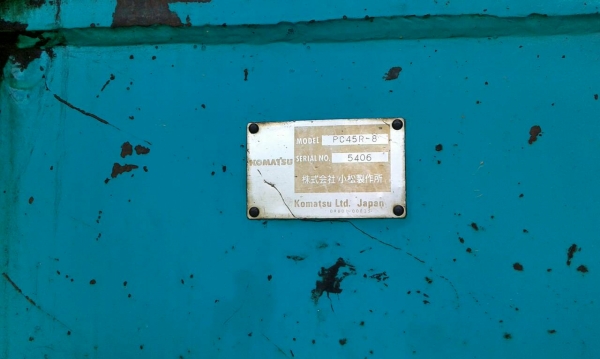 MODEL PC45R-8
KOMATSU SERIAL NO. 5406
株式会社 小松製作所
Komatsu Ltd. Japan